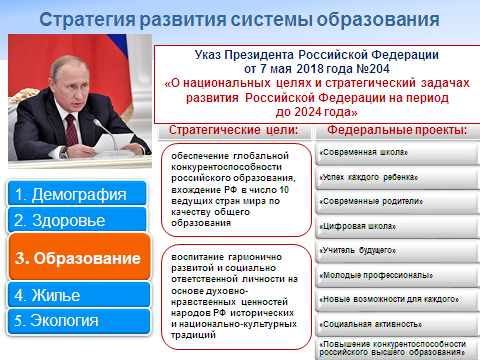 Стратегия развития системы образования
Указ Президента Российской Федерации
от 7 мая 2018 года №204
«О национальных целях и стратегический задачах
развития Российской Федерации на период
до 2024 года»
1. Демография
2. Здоровье
3. Образование
4. Жилье
5. Экология
Стратегические цели:
обеспечение глобальной
конкурентоспособности
российского образования,
вхождение РФ в число 10
ведущих стран мира по
качеству общего
образования
воспитание гармонично
развитой и социально
ответственной личности на
основе духовно-
нравственных ценностей
народов РФ исторических
и национально-культурных
традиций
Федеральные проекты:
«Современная школа»
«Успех каждого ребенка»
«Современные родители»
«Цифровая школа»
«Учитель будущего»
«Молодые профессионалы»
«Новые возможности для каждого»
«Социальная активность»
«Повышение конкурентоспособности
российского высшего образования»